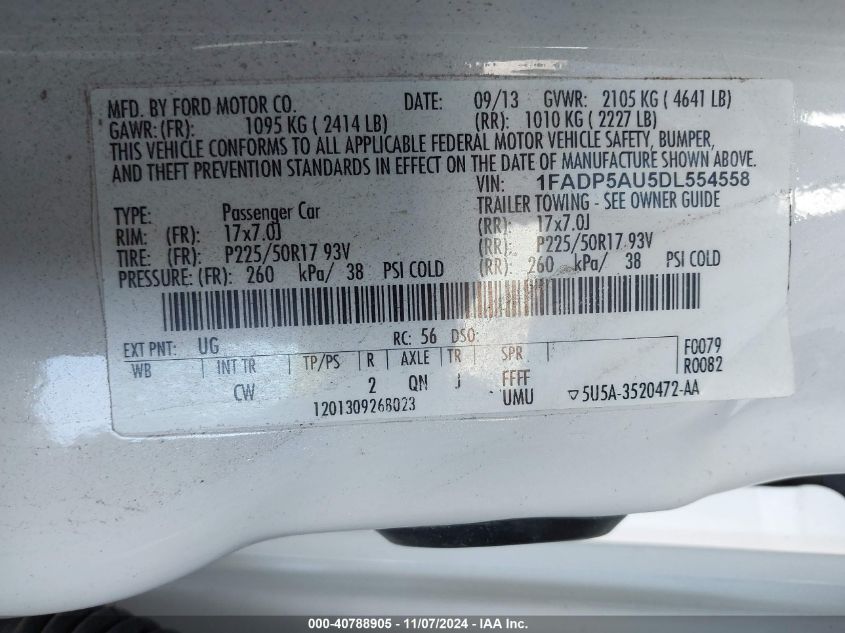 MFD. BY FORD MOTOR CO. DATE: 09/13 GVWR: 2105 KG ( 4641 LB)
GAWR: (FR): 1095 KG ( 2414 LB) (RR): 1010 KG ( 2227 LB)
THIS VEHICLE CONFORMS TO ALL APPLICABLE FEDERAL MOTOR VEHICLE SAFETY, BUMPER,
AND THEFT PREVENTION STANDARDS IN EFFECT ON THE DATE OF MANUFACTURE SHOWN ABOVE.
VIN: 1FADP5AU5DL554558
TYPE: Passenger Car TRAILER TOWING - SEE OWNER GUIDE
RIM: (FR): 17x7.0J (RR): 17x7.0J
TIRE: (FR): P225/50R17 93V (RR): P225/50R17 93V
PRESSURE: (FR): 260 kPa/ 38 PSI COLD (RR): 260 kPa/ 38 PSI COLD
EXT PNT: UG RC: 56 DSO: F0079
WB INT TR TP/PS R AXLE TR SPR R0082
CW 2 QN J FFFF
1201309268023 UMU ▽5U5A-3520472-AA
000-40788905 - 11/07/2024 - IAA Inc.